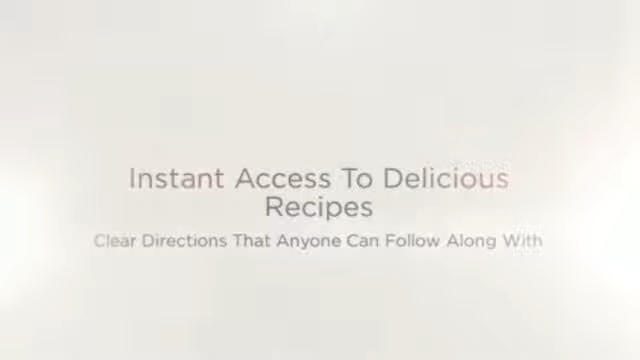 Instant Access To Delicious
Recipes
Clear Directions That Anyone Can Follow Along With